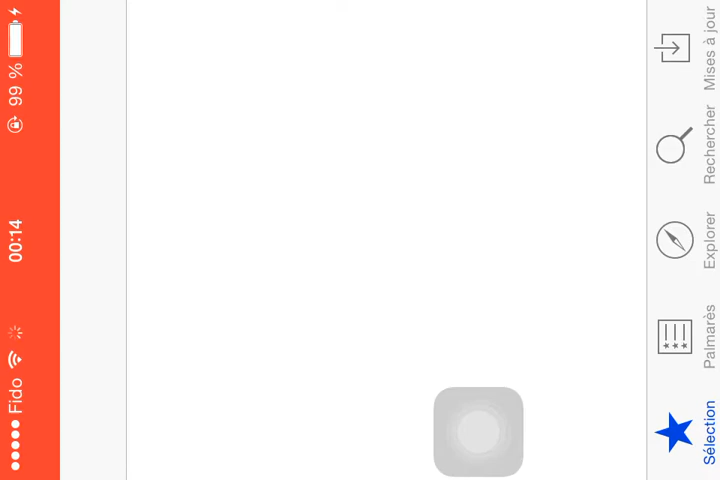 Fido 00:14 99 %
Sélection
Palmarès
Explorer
Rechercher
Mises à jour